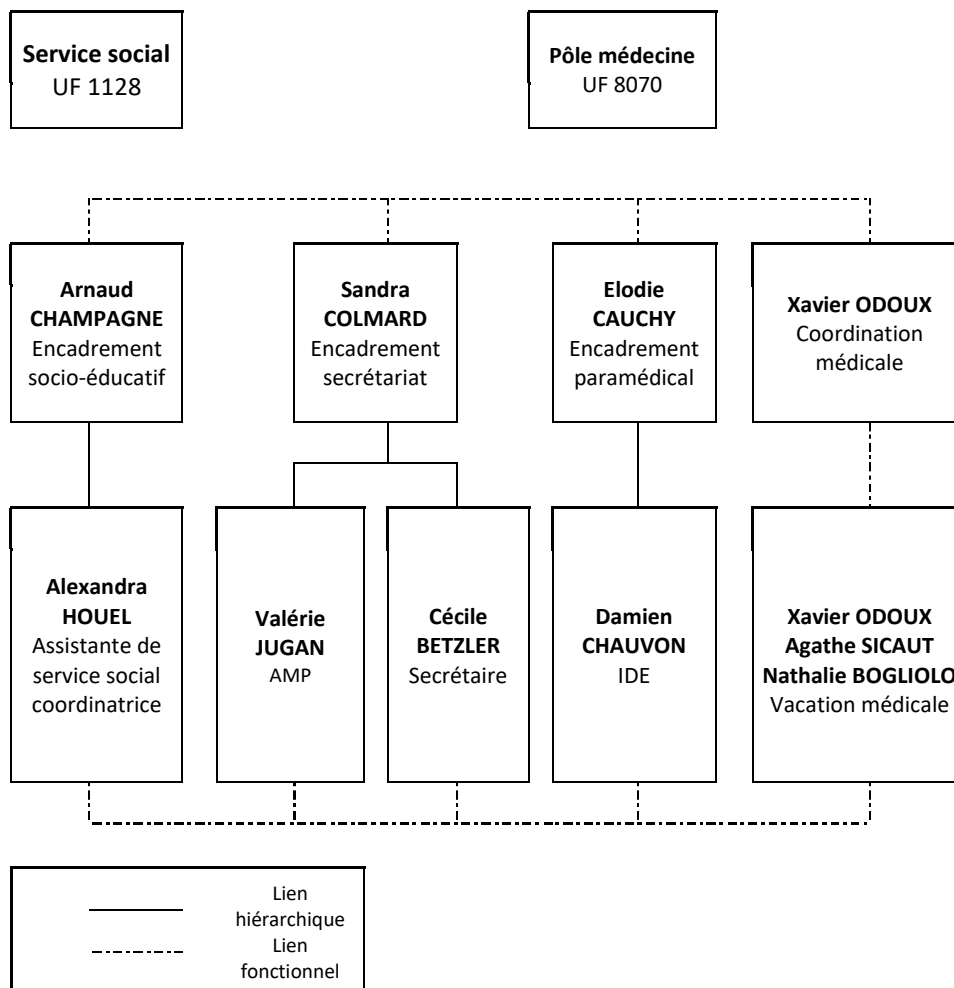 Service social
UF 1128
Pôle médecine
UF 8070
Arnaud
CHAMPAGNE
Encadrement
socio-éducatif
Sandra
COLMARD
Encadrement
secrétariat
Elodie
CAUCHY
Encadrement
paramédical
Xavier ODOUX
Coordination
médicale
Alexandra
HOUEL
Assistante de
service social
coordinatrice
Valérie
JUGAN
AMP
Cécile
BETZLER
Secrétaire
Damien
CHAUVON
IDE
Xavier ODOUX
Agathe SICAUT
Nathalie BOGLIOLO
Vacation médicale
Lien
hiérarchique
Lien
fonctionnel